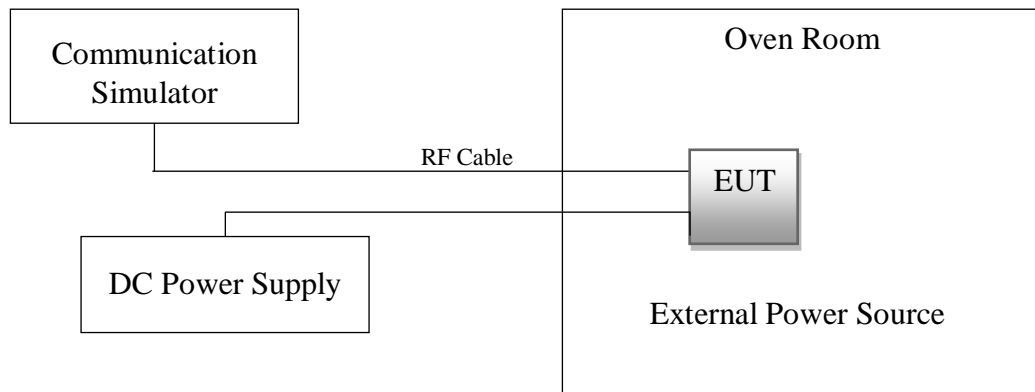 Communication
Simulator
Oven Room
RF Cable
EUT
DC Power Supply
External Power Source